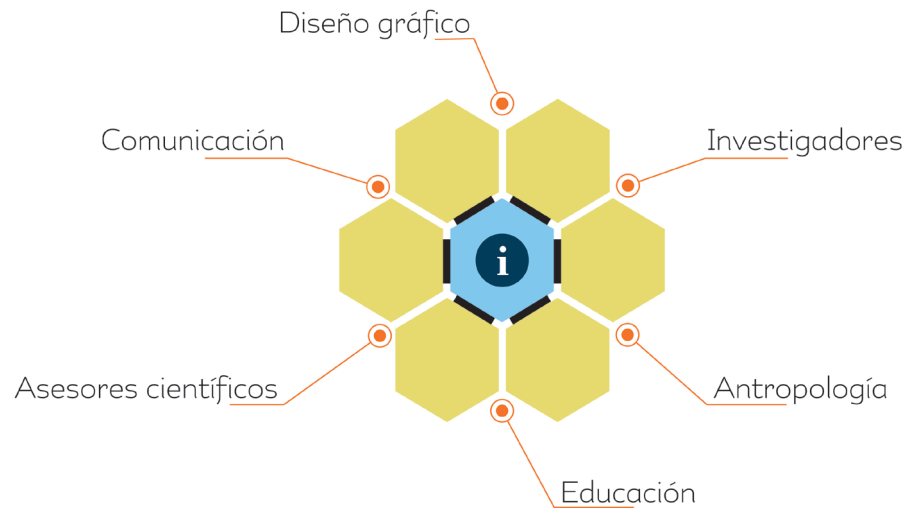 Diseño gráfico
Comunicación
Investigadores
i
Asesores científicos
Antropología
Educación